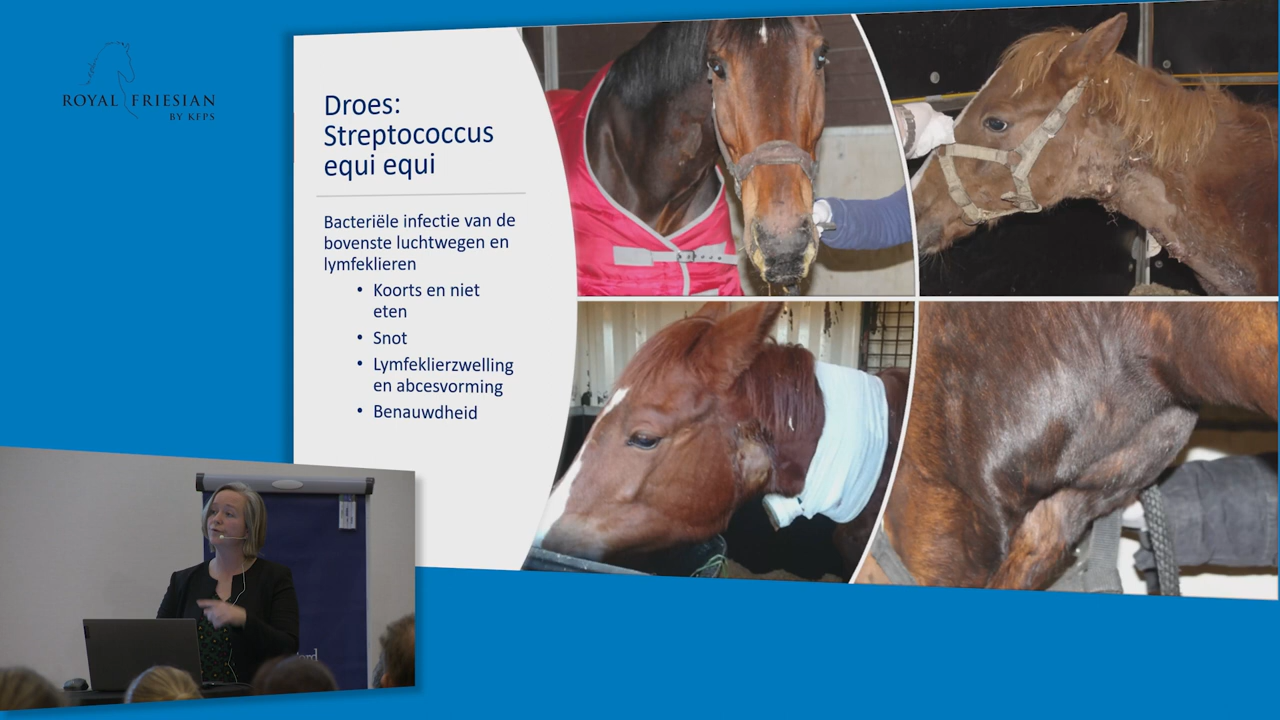 ROYAL FRIESIAN
BY KFPS
Droes:
Streptococcus
equi equi
Bacteriële infectie van de
bovenste luchtwegen en
lymfeklieren
• Koorts en niet
eten
• Snot
• Lymfeklierzwelling
en abcesvorming
• Benauwdheid